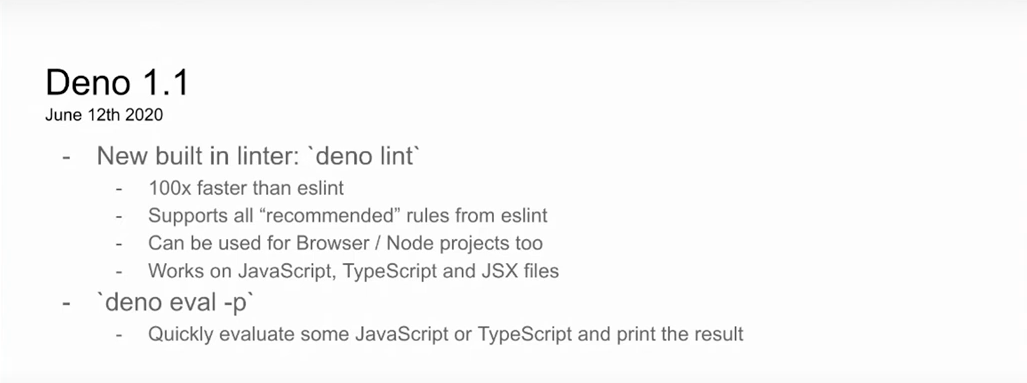 Deno 1.1
June 12th 2020
- New built in linter: `deno lint`
- 100x faster than eslint
- Supports all “recommended” rules from eslint
- Can be used for Browser / Node projects too
- Works on JavaScript, TypeScript and JSX files
- `deno eval -p`
- Quickly evaluate some JavaScript or TypeScript and print the result